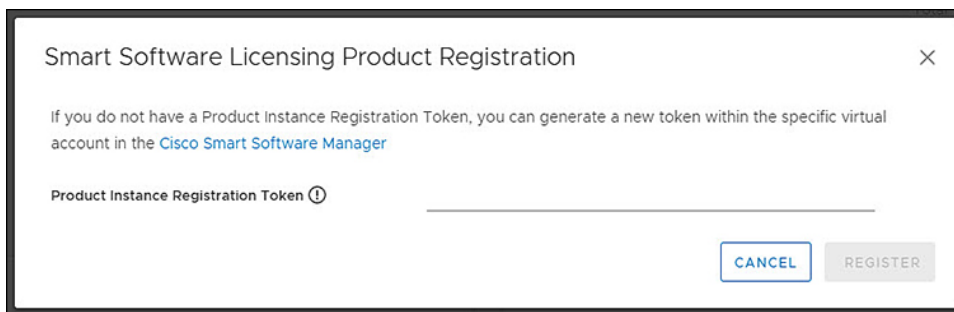 Smart Software Licensing Product Registration
If you do not have a Product Instance Registration Token, you can generate a new token within the specific virtual
account in the Cisco Smart Software Manager
Product Instance Registration Token
CANCEL REGISTER